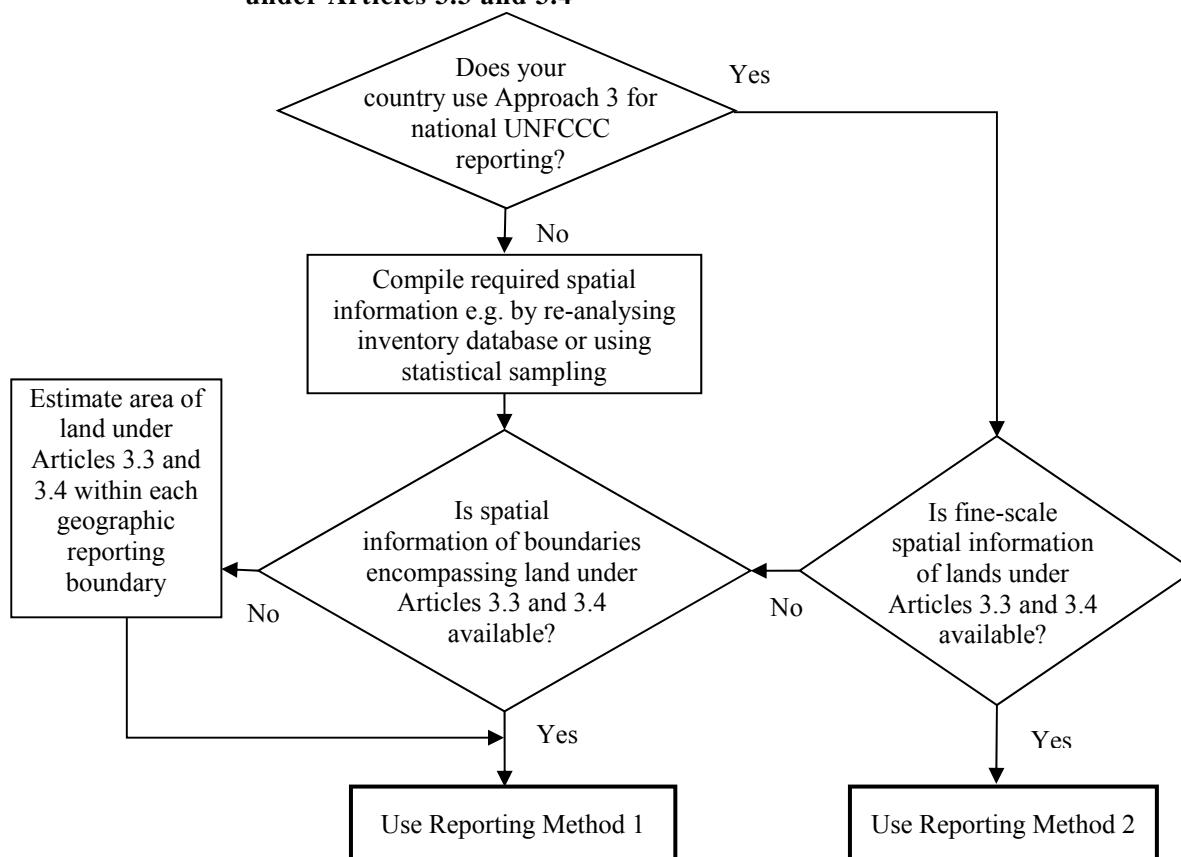 under Articles 3.3 and 3.4
Does your
country use Approach 3 for
national UNFCCC
reporting?
Yes
No
Compile required spatial
information e.g. by re-analysing
inventory database or using
statistical sampling
Estimate area of
land under
Articles 3.3 and
3.4 within each
geographic
reporting
boundary
Is spatial
information of boundaries
encompassing land under
Articles 3.3 and 3.4
available?
No
Is fine-scale
spatial information
of lands under
Articles 3.3 and 3.4
available?
No
Yes
Yes
Use Reporting Method 1
Use Reporting Method 2